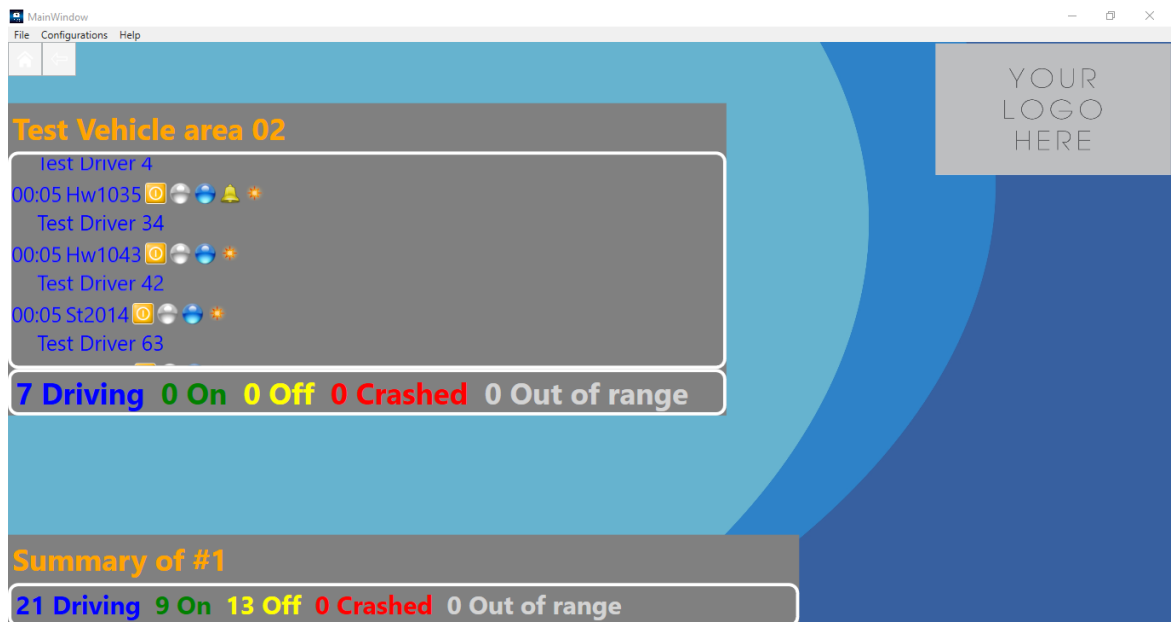 MainWindow
File Configurations Help
YOUR
LOGO
HERE
Test Vehicle area 02
Test Driver 4
00:05 Hw1035
Test Driver 34
00:05 Hw1043
Test Driver 42
00:05 St2014
Test Driver 63
7 Driving 0 On 0 Off 0 Crashed 0 Out of range
Summary of #1
21 Driving 9 On 13 Off 0 Crashed 0 Out of range